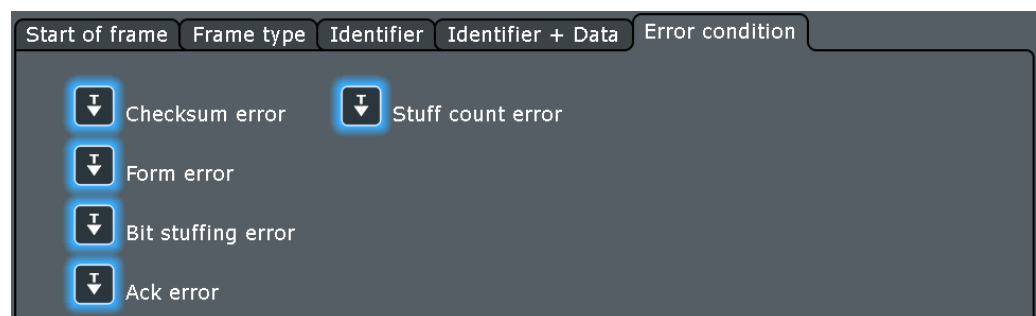 Start of frame Frame type Identifier Identifier + Data Error condition
T Checksum error T Stuff count error
T Form error
T Bit stuffing error
T Ack error